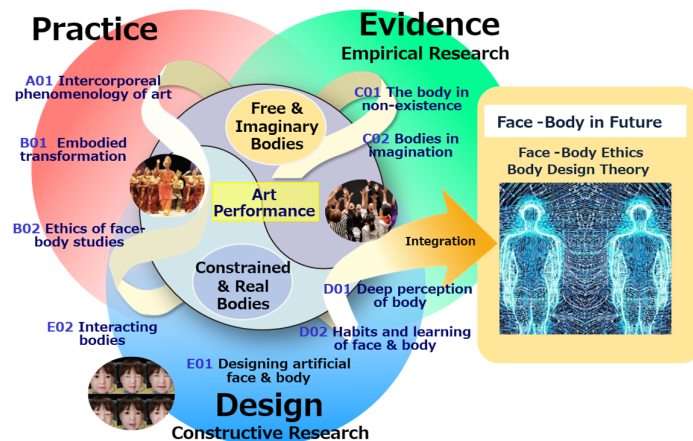 Practice
Evidence
Empirical Research
A01 Intercorporeal
phenomenology of art
B01 Embodied
transformation
B02 Ethics of face-
body studies
E02 Interacting
bodies
C01 The body in
non-existence
C02 Bodies in
imagination
Free &
Imaginary
Bodies
Art
Performance
Constrained
& Real
Bodies
D01 Deep perception
of body
D02 Habits and learning
of face & body
E01 Designing artificial
face & body
Design
Constructive Research
Integration
Face -Body in Future
Face -Body Ethics
Body Design Theory